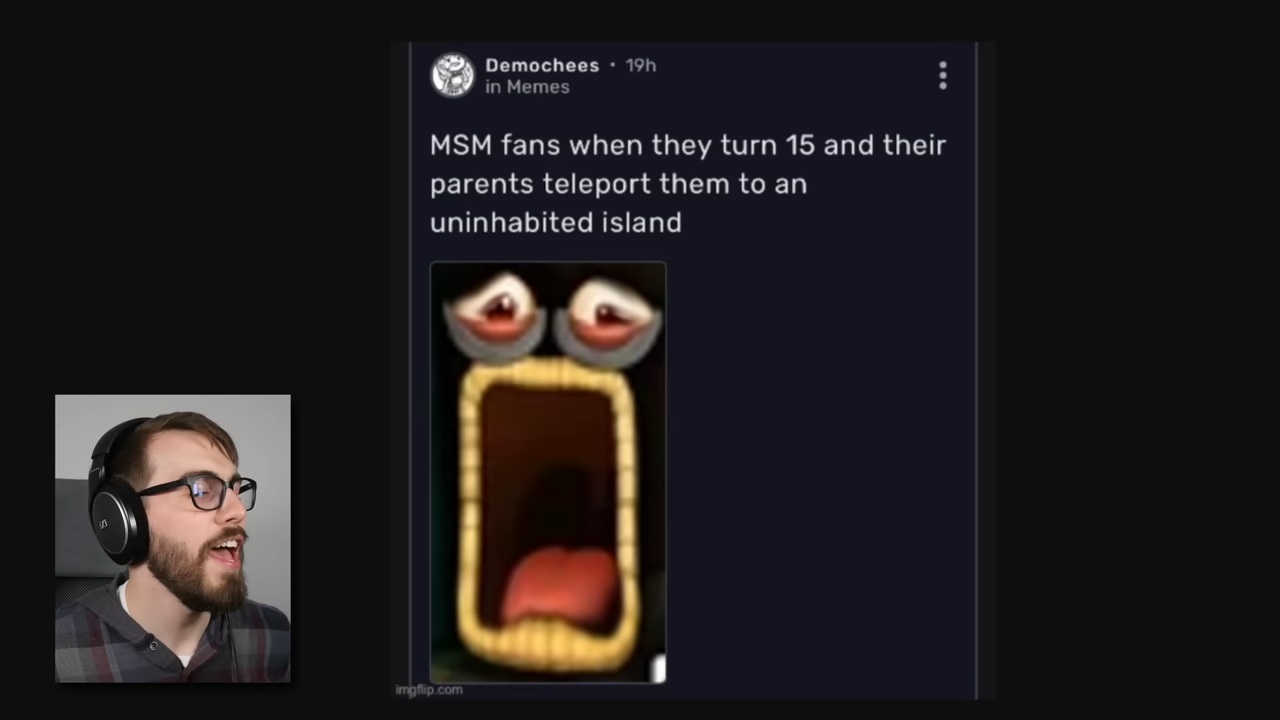 Demochees · 19h
in Memes
MSM fans when they turn 15 and their
parents teleport them to an
uninhabited island
imgflip.com